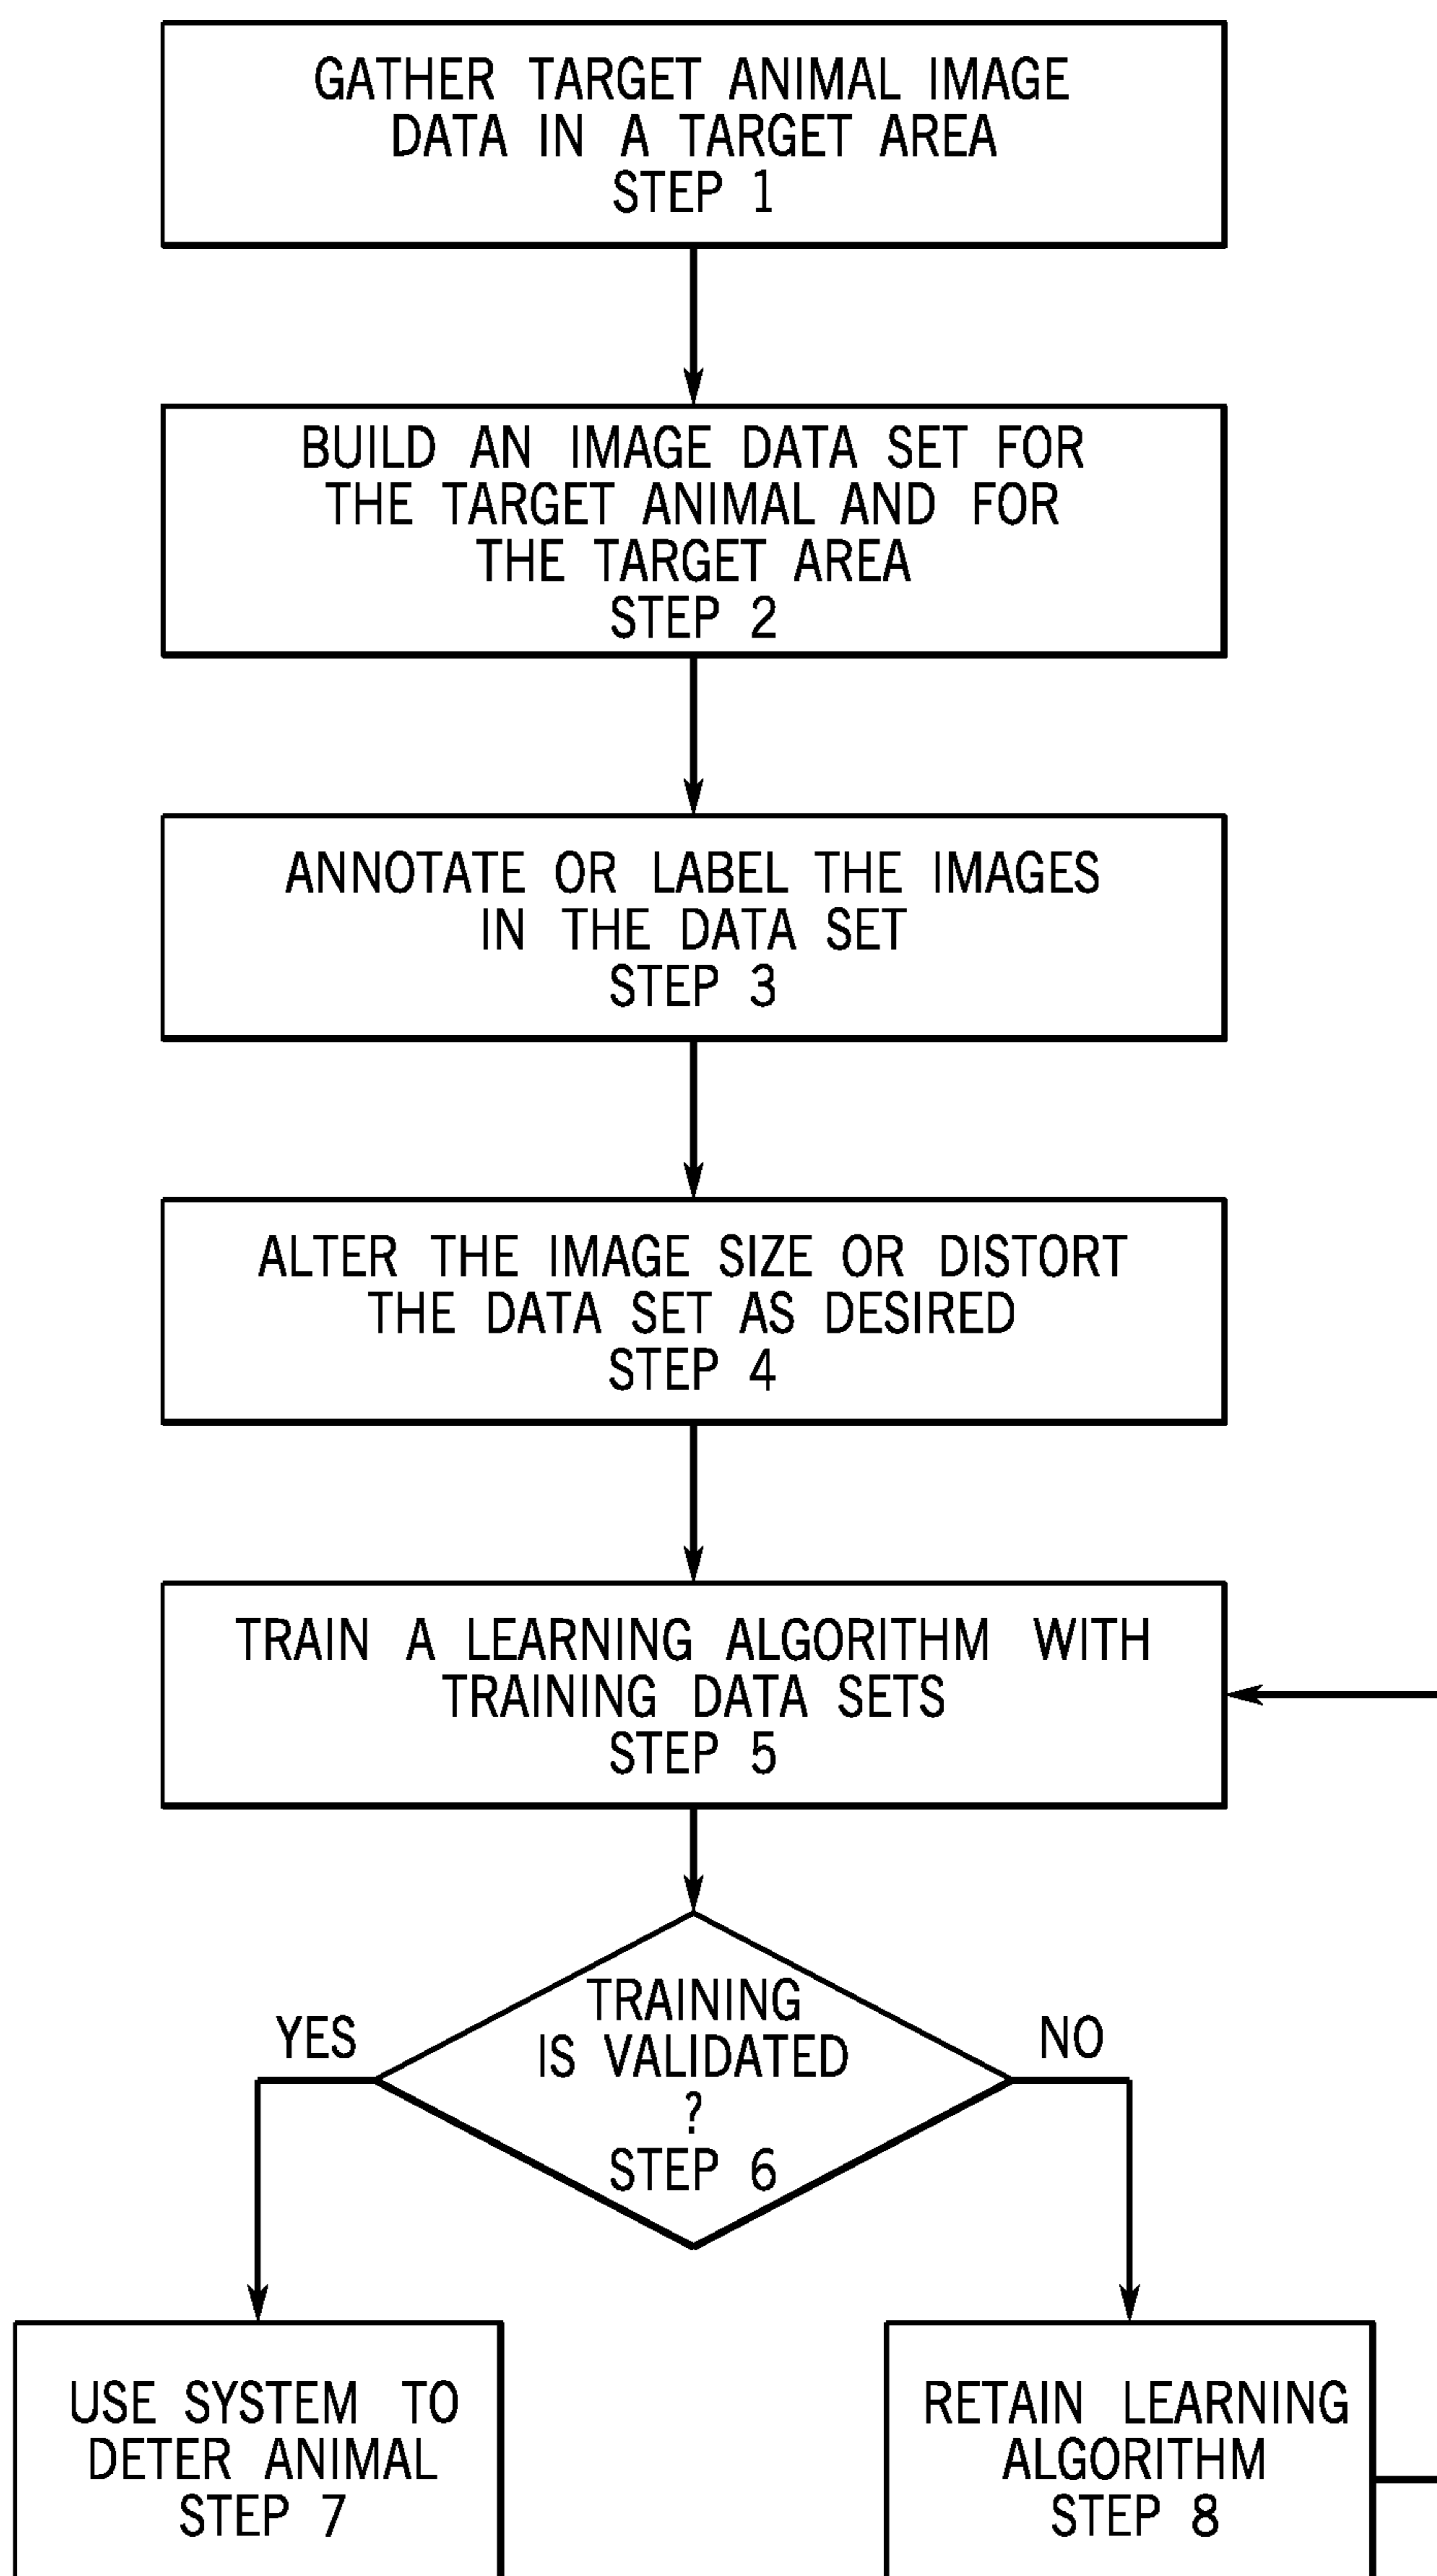 GATHER TARGET ANIMAL IMAGE
DATA IN A TARGET AREA
STEP 1
BUILD AN IMAGE DATA SET FOR
THE TARGET ANIMAL AND FOR
THE TARGET AREA
STEP 2
ANNOTATE OR LABEL THE IMAGES
IN THE DATA SET
STEP 3
ALTER THE IMAGE SIZE OR DISTORT
THE DATA SET AS DESIRED
STEP 4
TRAIN A LEARNING ALGORITHM WITH
TRAINING DATA SETS
STEP 5
TRAINING
IS VALIDATED
?
STEP 6
YES
NO
USE SYSTEM TO
DETER ANIMAL
STEP 7
RETAIN LEARNING
ALGORITHM
STEP 8